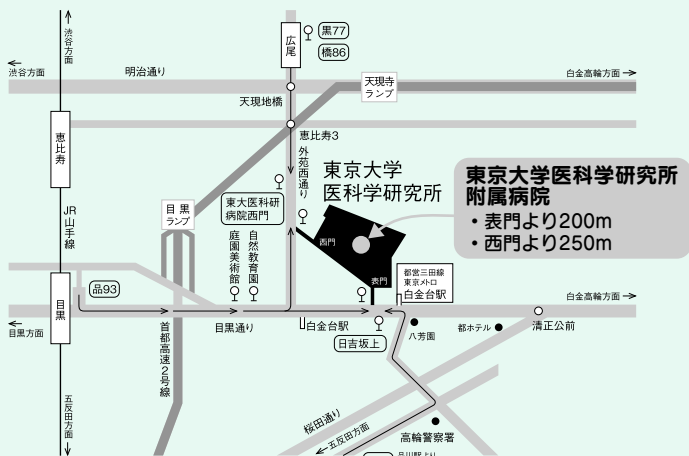 渋谷方面
渋谷方面
明治通り
広尾
黒77
橋86
天現寺
ランプ
白金高輪方面
天現地橋
恵比寿
恵比寿3
外苑西通り
東京大学
医科学研究所
東京大学医科学研究所
附属病院
・表門より200m
・西門より250m
目黒
ランプ
東大医科研
病院西門
西門
表門
JR山手線
庭園美術館
自然教育園
都営三田線
東京メトロ
白金台駅
品93
目黒
目黒方面
首都高速2号線
目黒通り
白金台駅
日吉坂上
八芳園
都ホテル
清正公前
白金高輪方面
五反田方面
桜田通り
五反田方面
高輪警察署